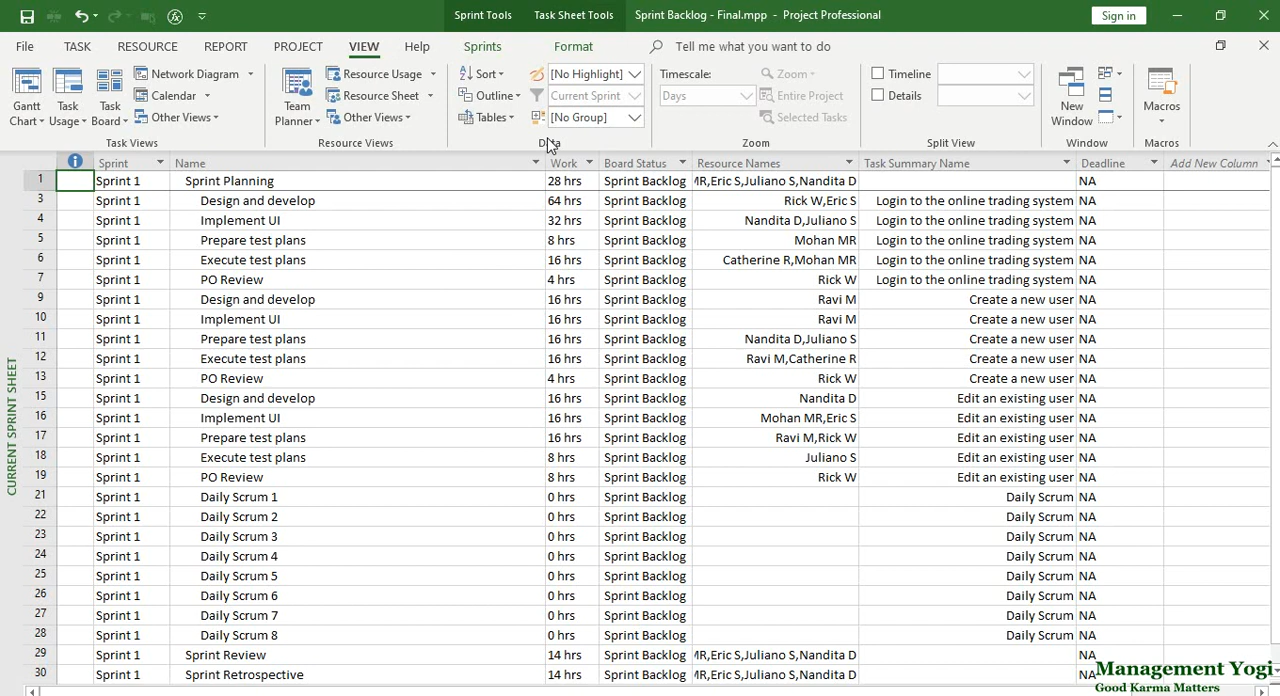 Sprint Tools Task Sheet Tools Sprint Backlog - Final.mpp - Project Professional Sign in
File TASK RESOURCE REPORT PROJECT VIEW Help Sprints Format Tell me what you want to do
Gantt Chart Task Usage Task Board Network Diagram Calendar Other Views
Task Views
Team Planner Resource Usage Resource Sheet Other Views
Resource Views
Sort Outline Tables [No Highlight] Current Sprint [No Group]
Data
Timescale: Days Zoom Entire Project Selected Tasks
Zoom
Timeline Details
Split View
New Window
Window
Macros
Macros
Sprint Name Work Board Status Resource Names Task Summary Name Deadline Add New Column
1 Sprint 1 Sprint Planning 28 hrs Sprint Backlog MR,Eric S,Juliano S,Nandita D NA
3 Sprint 1 Design and develop 64 hrs Sprint Backlog Rick W,Eric S Login to the online trading system NA
4 Sprint 1 Implement UI 32 hrs Sprint Backlog Nandita D,Juliano S Login to the online trading system NA
5 Sprint 1 Prepare test plans 8 hrs Sprint Backlog Mohan MR Login to the online trading system NA
6 Sprint 1 Execute test plans 16 hrs Sprint Backlog Catherine R,Mohan MR Login to the online trading system NA
7 Sprint 1 PO Review 4 hrs Sprint Backlog Rick W Login to the online trading system NA
9 Sprint 1 Design and develop 16 hrs Sprint Backlog Ravi M Create a new user NA
10 Sprint 1 Implement UI 16 hrs Sprint Backlog Ravi M Create a new user NA
11 Sprint 1 Prepare test plans 16 hrs Sprint Backlog Nandita D,Juliano S Create a new user NA
12 Sprint 1 Execute test plans 16 hrs Sprint Backlog Ravi M,Catherine R Create a new user NA
13 Sprint 1 PO Review 4 hrs Sprint Backlog Rick W Create a new user NA
15 Sprint 1 Design and develop 16 hrs Sprint Backlog Nandita D Edit an existing user NA
16 Sprint 1 Implement UI 16 hrs Sprint Backlog Mohan MR,Eric S Edit an existing user NA
17 Sprint 1 Prepare test plans 16 hrs Sprint Backlog Ravi M,Rick W Edit an existing user NA
18 Sprint 1 Execute test plans 8 hrs Sprint Backlog Juliano S Edit an existing user NA
19 Sprint 1 PO Review 8 hrs Sprint Backlog Rick W Edit an existing user NA
21 Sprint 1 Daily Scrum 1 0 hrs Sprint Backlog Daily Scrum NA
22 Sprint 1 Daily Scrum 2 0 hrs Sprint Backlog Daily Scrum NA
23 Sprint 1 Daily Scrum 3 0 hrs Sprint Backlog Daily Scrum NA
24 Sprint 1 Daily Scrum 4 0 hrs Sprint Backlog Daily Scrum NA
25 Sprint 1 Daily Scrum 5 0 hrs Sprint Backlog Daily Scrum NA
26 Sprint 1 Daily Scrum 6 0 hrs Sprint Backlog Daily Scrum NA
27 Sprint 1 Daily Scrum 7 0 hrs Sprint Backlog Daily Scrum NA
28 Sprint 1 Daily Scrum 8 0 hrs Sprint Backlog Daily Scrum NA
29 Sprint 1 Sprint Review 14 hrs Sprint Backlog MR,Eric S,Juliano S,Nandita D NA
30 Sprint 1 Sprint Retrospective 14 hrs Sprint Backlog MR,Eric S,Juliano S,Nandita D
CURRENT SPRINT SHEET
Management Yogi
Good Karma Matters